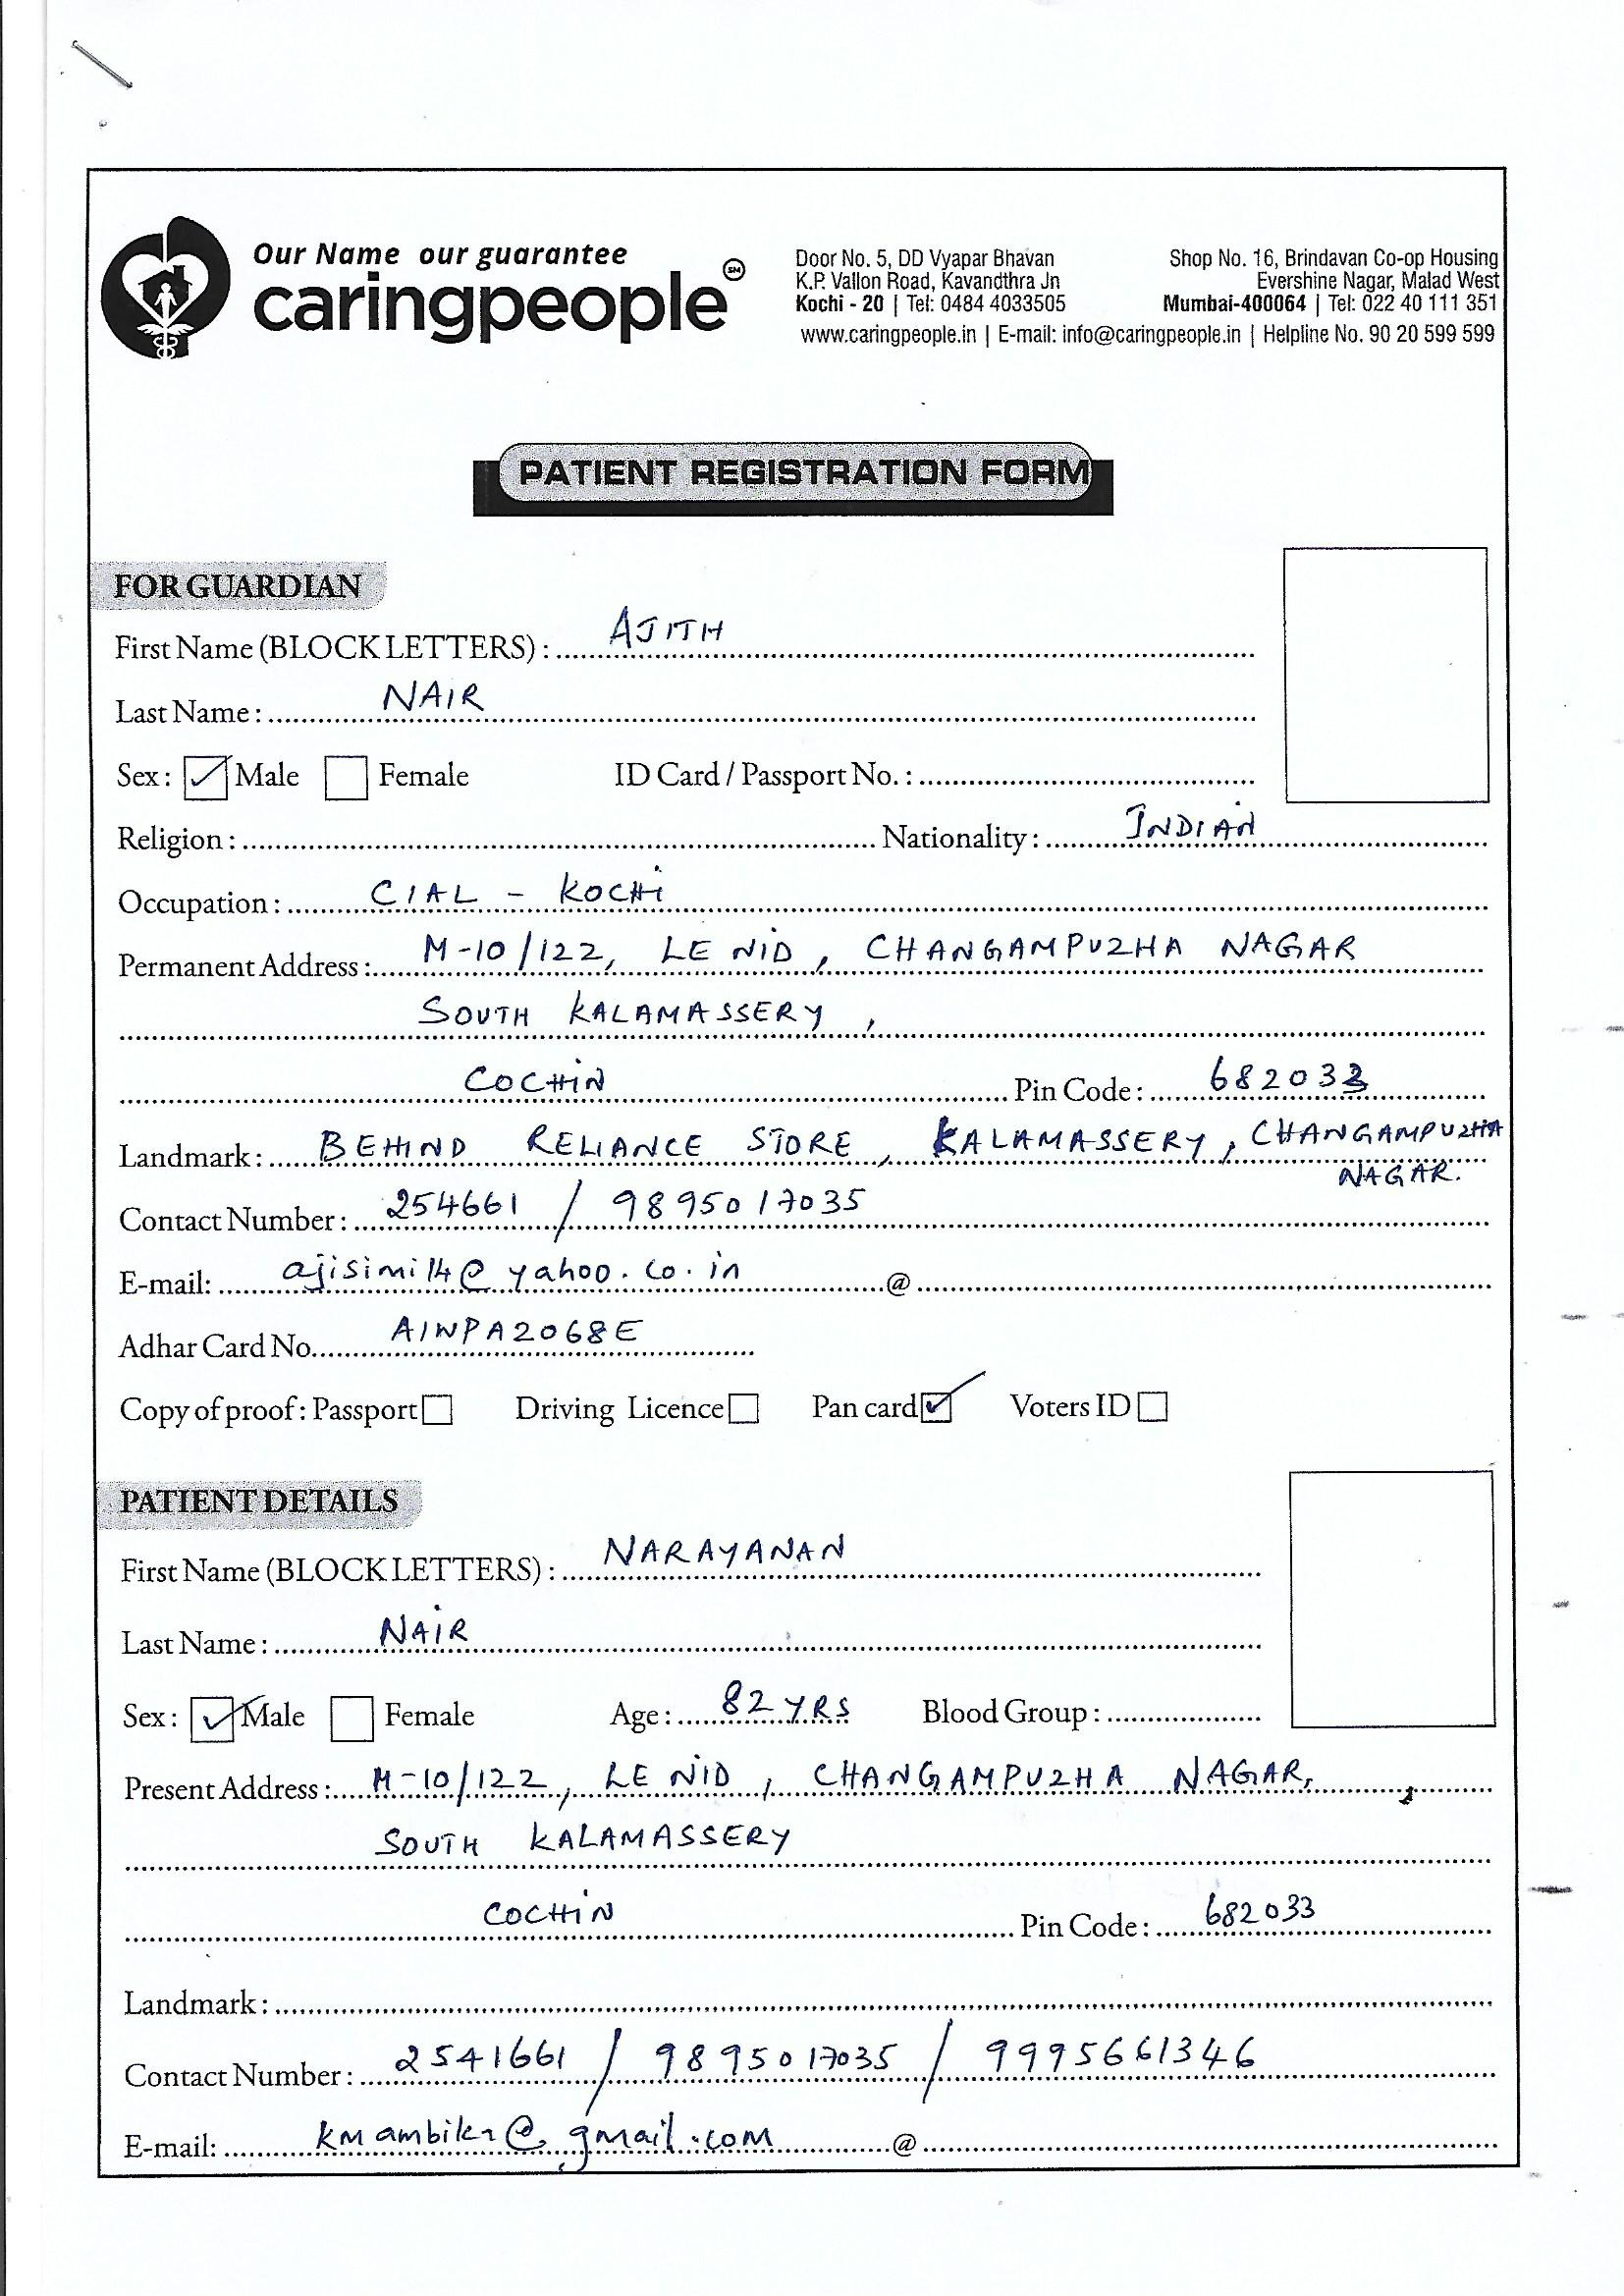 Our Name our guarantee
caringpeople SM
Door No. 5, DD Vyapar Bhavan
K.P. Vallon Road, Kavandthra Jn
Kochi - 20 | Tel: 0484 4033505
Shop No. 16, Brindavan Co-op Housing
Evershine Nagar, Malad West
Mumbai-400064 | Tel: 022 40 111 351
www.caringpeople.in | E-mail: info@caringpeople.in | Helpline No. 90 20 599 599
PATIENT REGISTRATION FORM
FOR GUARDIAN
First Name (BLOCK LETTERS) : AJITH
Last Name : NAIR
Sex : Male Female ID Card / Passport No. :
Religion : Nationality : INDIAN
Occupation : CIAL - KOCHI
Permanent Address : M-10/122, LE NID, CHANGAMPUZHA NAGAR
SOUTH KALAMASSERY,
COCHIN Pin Code : 682033
Landmark : BEHIND RELIANCE STORE, KALAMASSERY, CHANGAMPUZHA
NAGAR.
Contact Number : 254661 / 9895017035
E-mail: ajisimi14@yahoo.co.in @
Adhar Card No. AINPA2068E
Copy of proof : Passport Driving Licence Pan card Voters ID
PATIENT DETAILS
First Name (BLOCK LETTERS) : NARAYANAN
Last Name : NAIR
Sex : Male Female Age : 82 YRS Blood Group :
Present Address : M-10/122, LE NID, CHANGAMPUZHA NAGAR,
SOUTH KALAMASSERY
COCHIN Pin Code : 682033
Landmark :
Contact Number : 2541661 / 9895017035 / 9995661346
E-mail: @